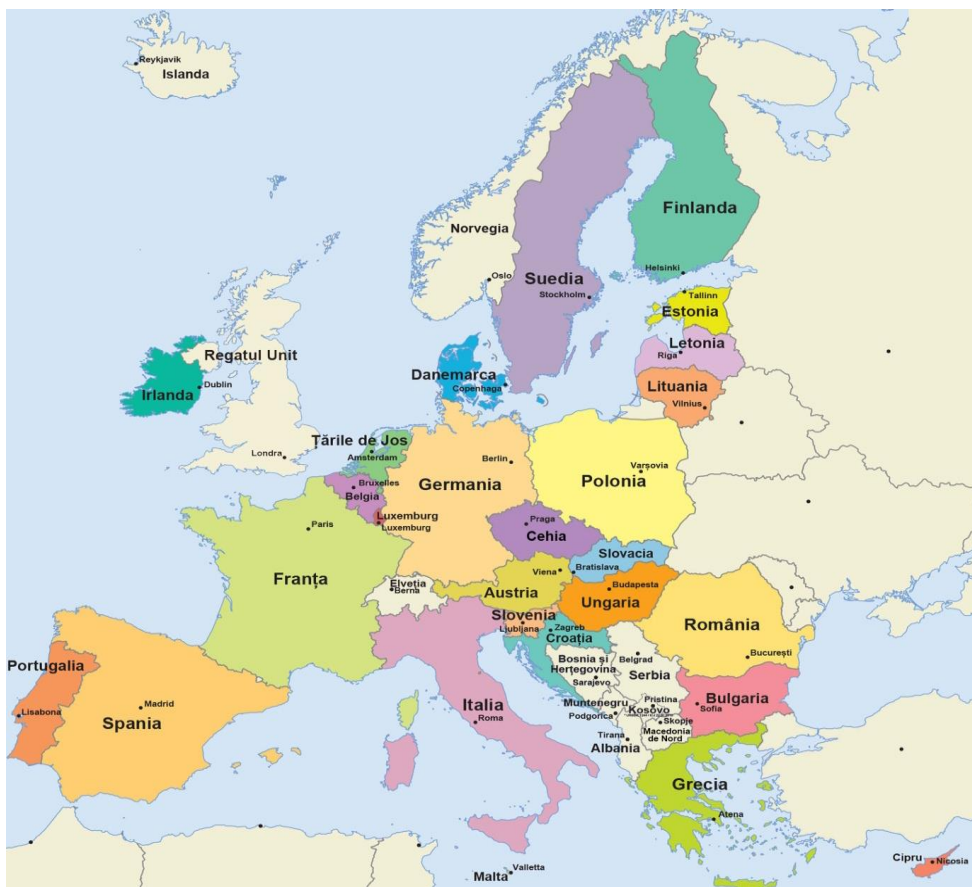 Reykjavik
Islanda
Norvegia
Oslo
Suedia
Stockholm
Finlanda
Helsinki
Tallinn
Estonia
Letonia
Riga
Lituania
Vilnius
Regatul Unit
Dublin
Irlanda
Londra
Danemarca
Copenhaga
Țările de Jos
Amsterdam
Bruxelles
Belgia
Luxemburg
Luxemburg
Berlin
Germania
Varșovia
Polonia
Praga
Cehia
Slovacia
Bratislava
Viena
Austria
Budapesta
Ungaria
Paris
Franța
Elveția
Berna
Slovenia
Ljubljana
Zagreb
Croația
România
București
Bosnia și
Herțegovina
Sarajevo
Belgrad
Serbia
Muntenegru
Podgorica
Pristina
Kosovo
Skopje
Macedonia
de Nord
Tirana
Albania
Bulgaria
Sofia
Portugalia
Lisabona
Madrid
Spania
Italia
Roma
Grecia
Atena
Valletta
Malta
Cipru
Nicosia